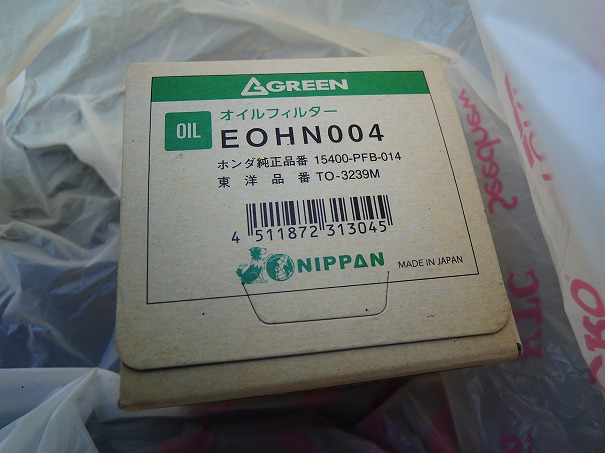 GREEN
OIL
オイルフィルター
EOHN004
ホンダ純正品番 15400-PFB-014
東洋品番 TO-3239M
4 511872 313045
NIPPAN
MADE IN JAPAN
KTC